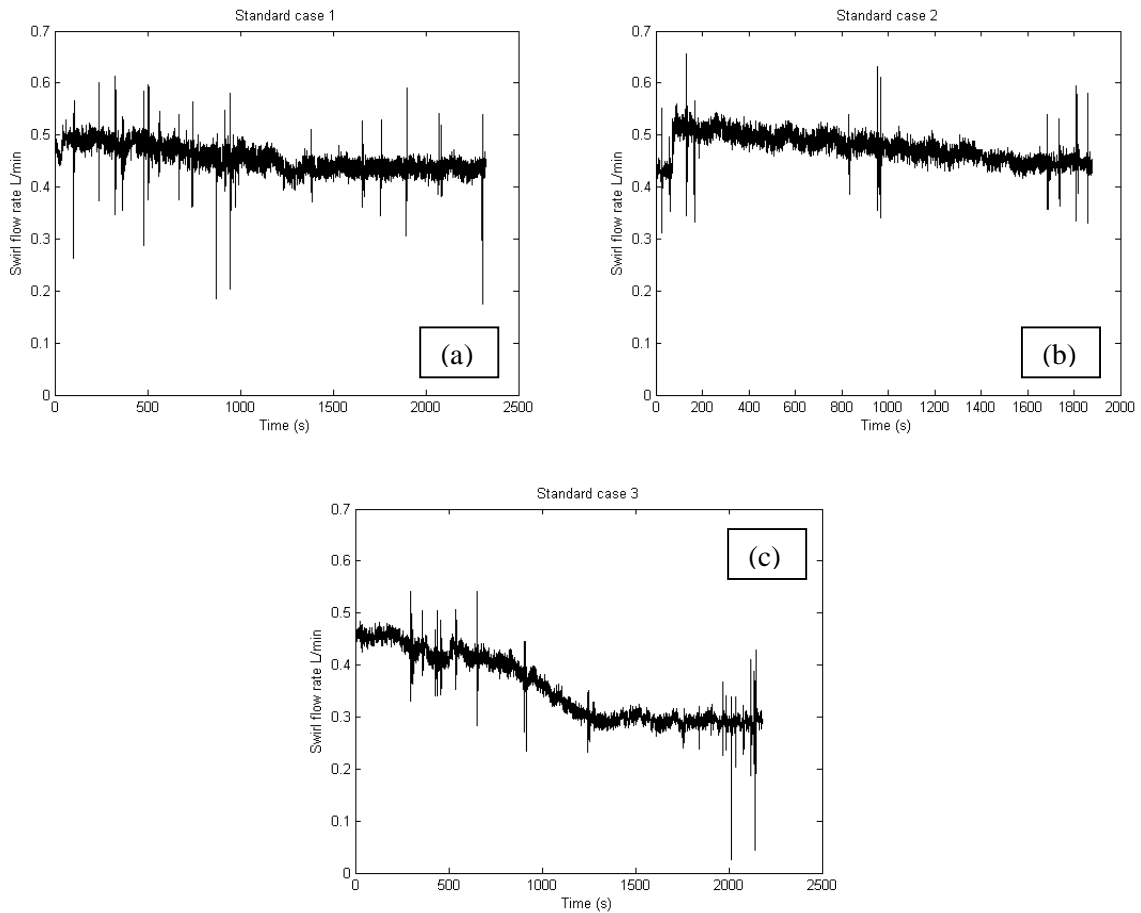 Standard case 1
0.7
0.6
0.5
0.4
0.3
0.2
0.1
0
Swirl flow rate L/min
0 500 1000 1500 2000 2500
Time (s)
(a)
Standard case 2
0.7
0.6
0.5
0.4
0.3
0.2
0.1
0
Swirl flow rate L/min
0 200 400 600 800 1000 1200 1400 1600 1800 2000
Time (s)
(b)
Standard case 3
0.7
0.6
0.5
0.4
0.3
0.2
0.1
0
Swirl flow rate L/min
0 500 1000 1500 2000 2500
Time (s)
(c)